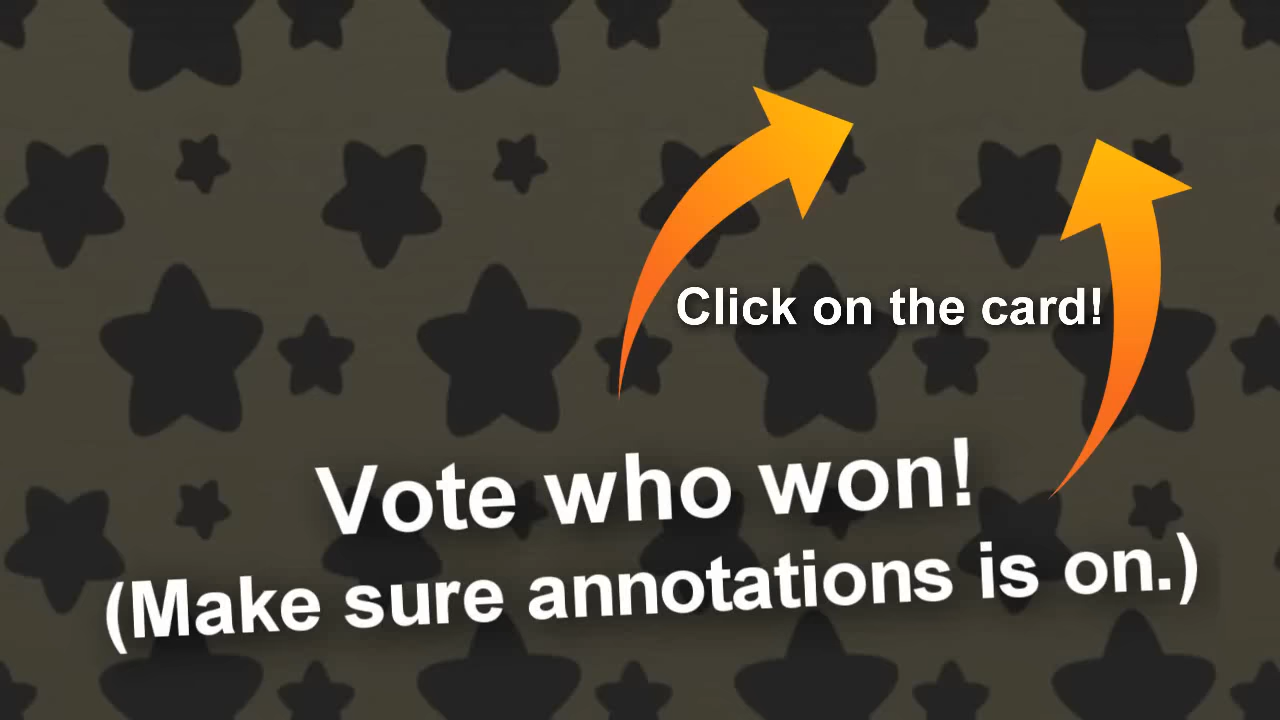 Click on the card!
Vote who won!
(Make sure annotations is on.)